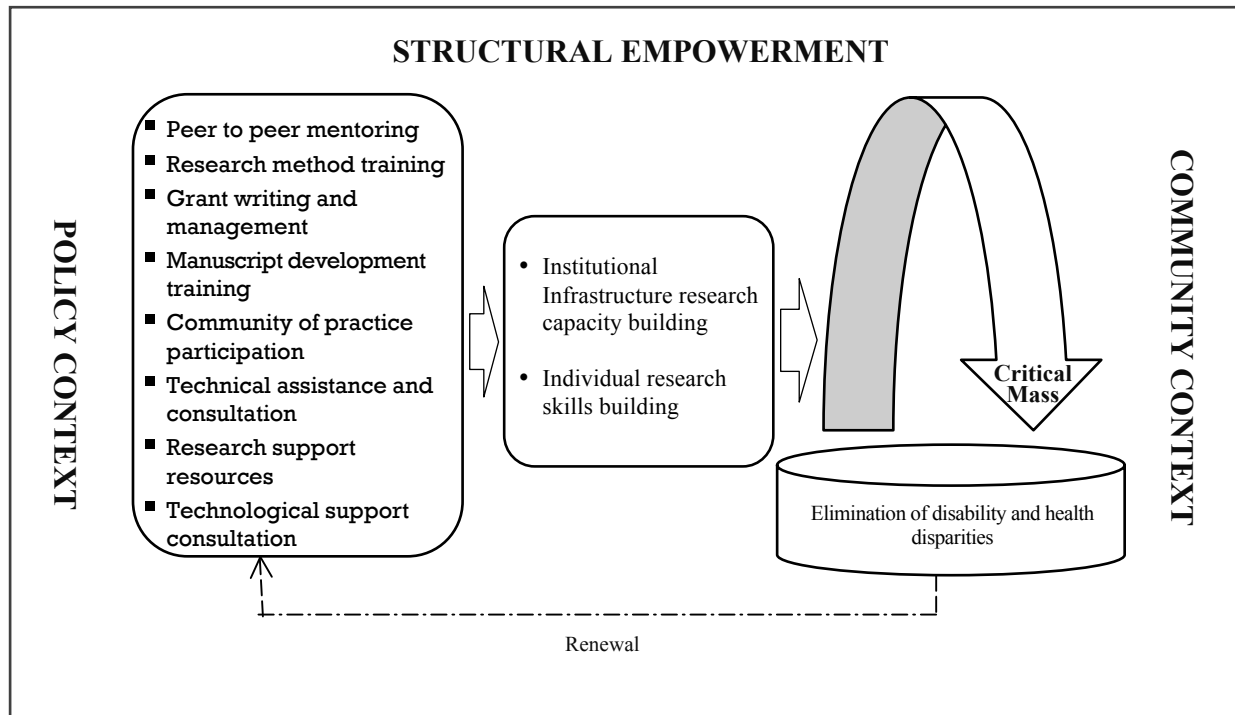 STRUCTURAL EMPOWERMENT
POLICY CONTEXT
▪ Peer to peer mentoring
▪ Research method training
▪ Grant writing and
management
▪ Manuscript development
training
▪ Community of practice
participation
▪ Technical assistance and
consultation
▪ Research support
resources
▪ Technological support
consultation
• Institutional
Infrastructure research
capacity building
• Individual research
skills building
Critical
Mass
Elimination of disability and health
disparities
COMMUNITY CONTEXT
Renewal